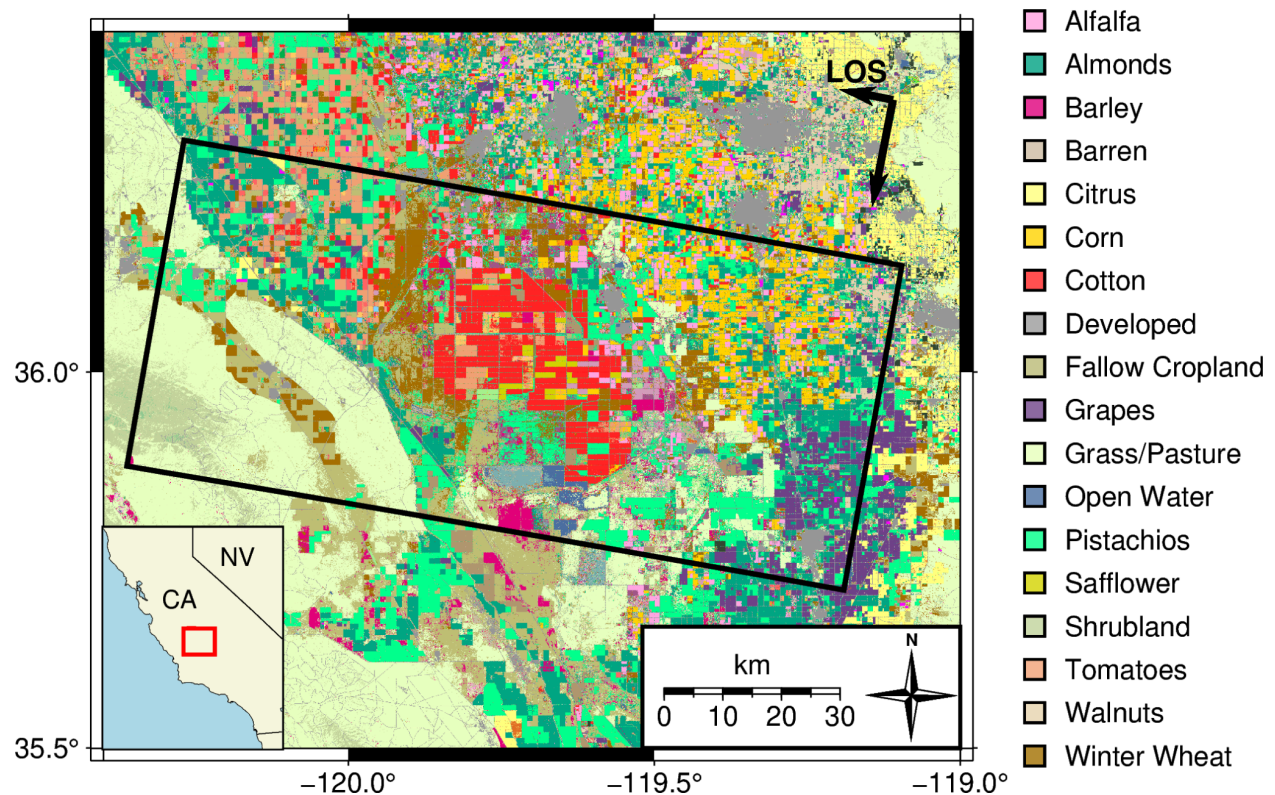 LOS
36.0°
35.5°
−120.0°
−119.5°
−119.0°
NV
CA
km
0 10 20 30
N
Alfalfa
Almonds
Barley
Barren
Citrus
Corn
Cotton
Developed
Fallow Cropland
Grapes
Grass/Pasture
Open Water
Pistachios
Safflower
Shrubland
Tomatoes
Walnuts
Winter Wheat